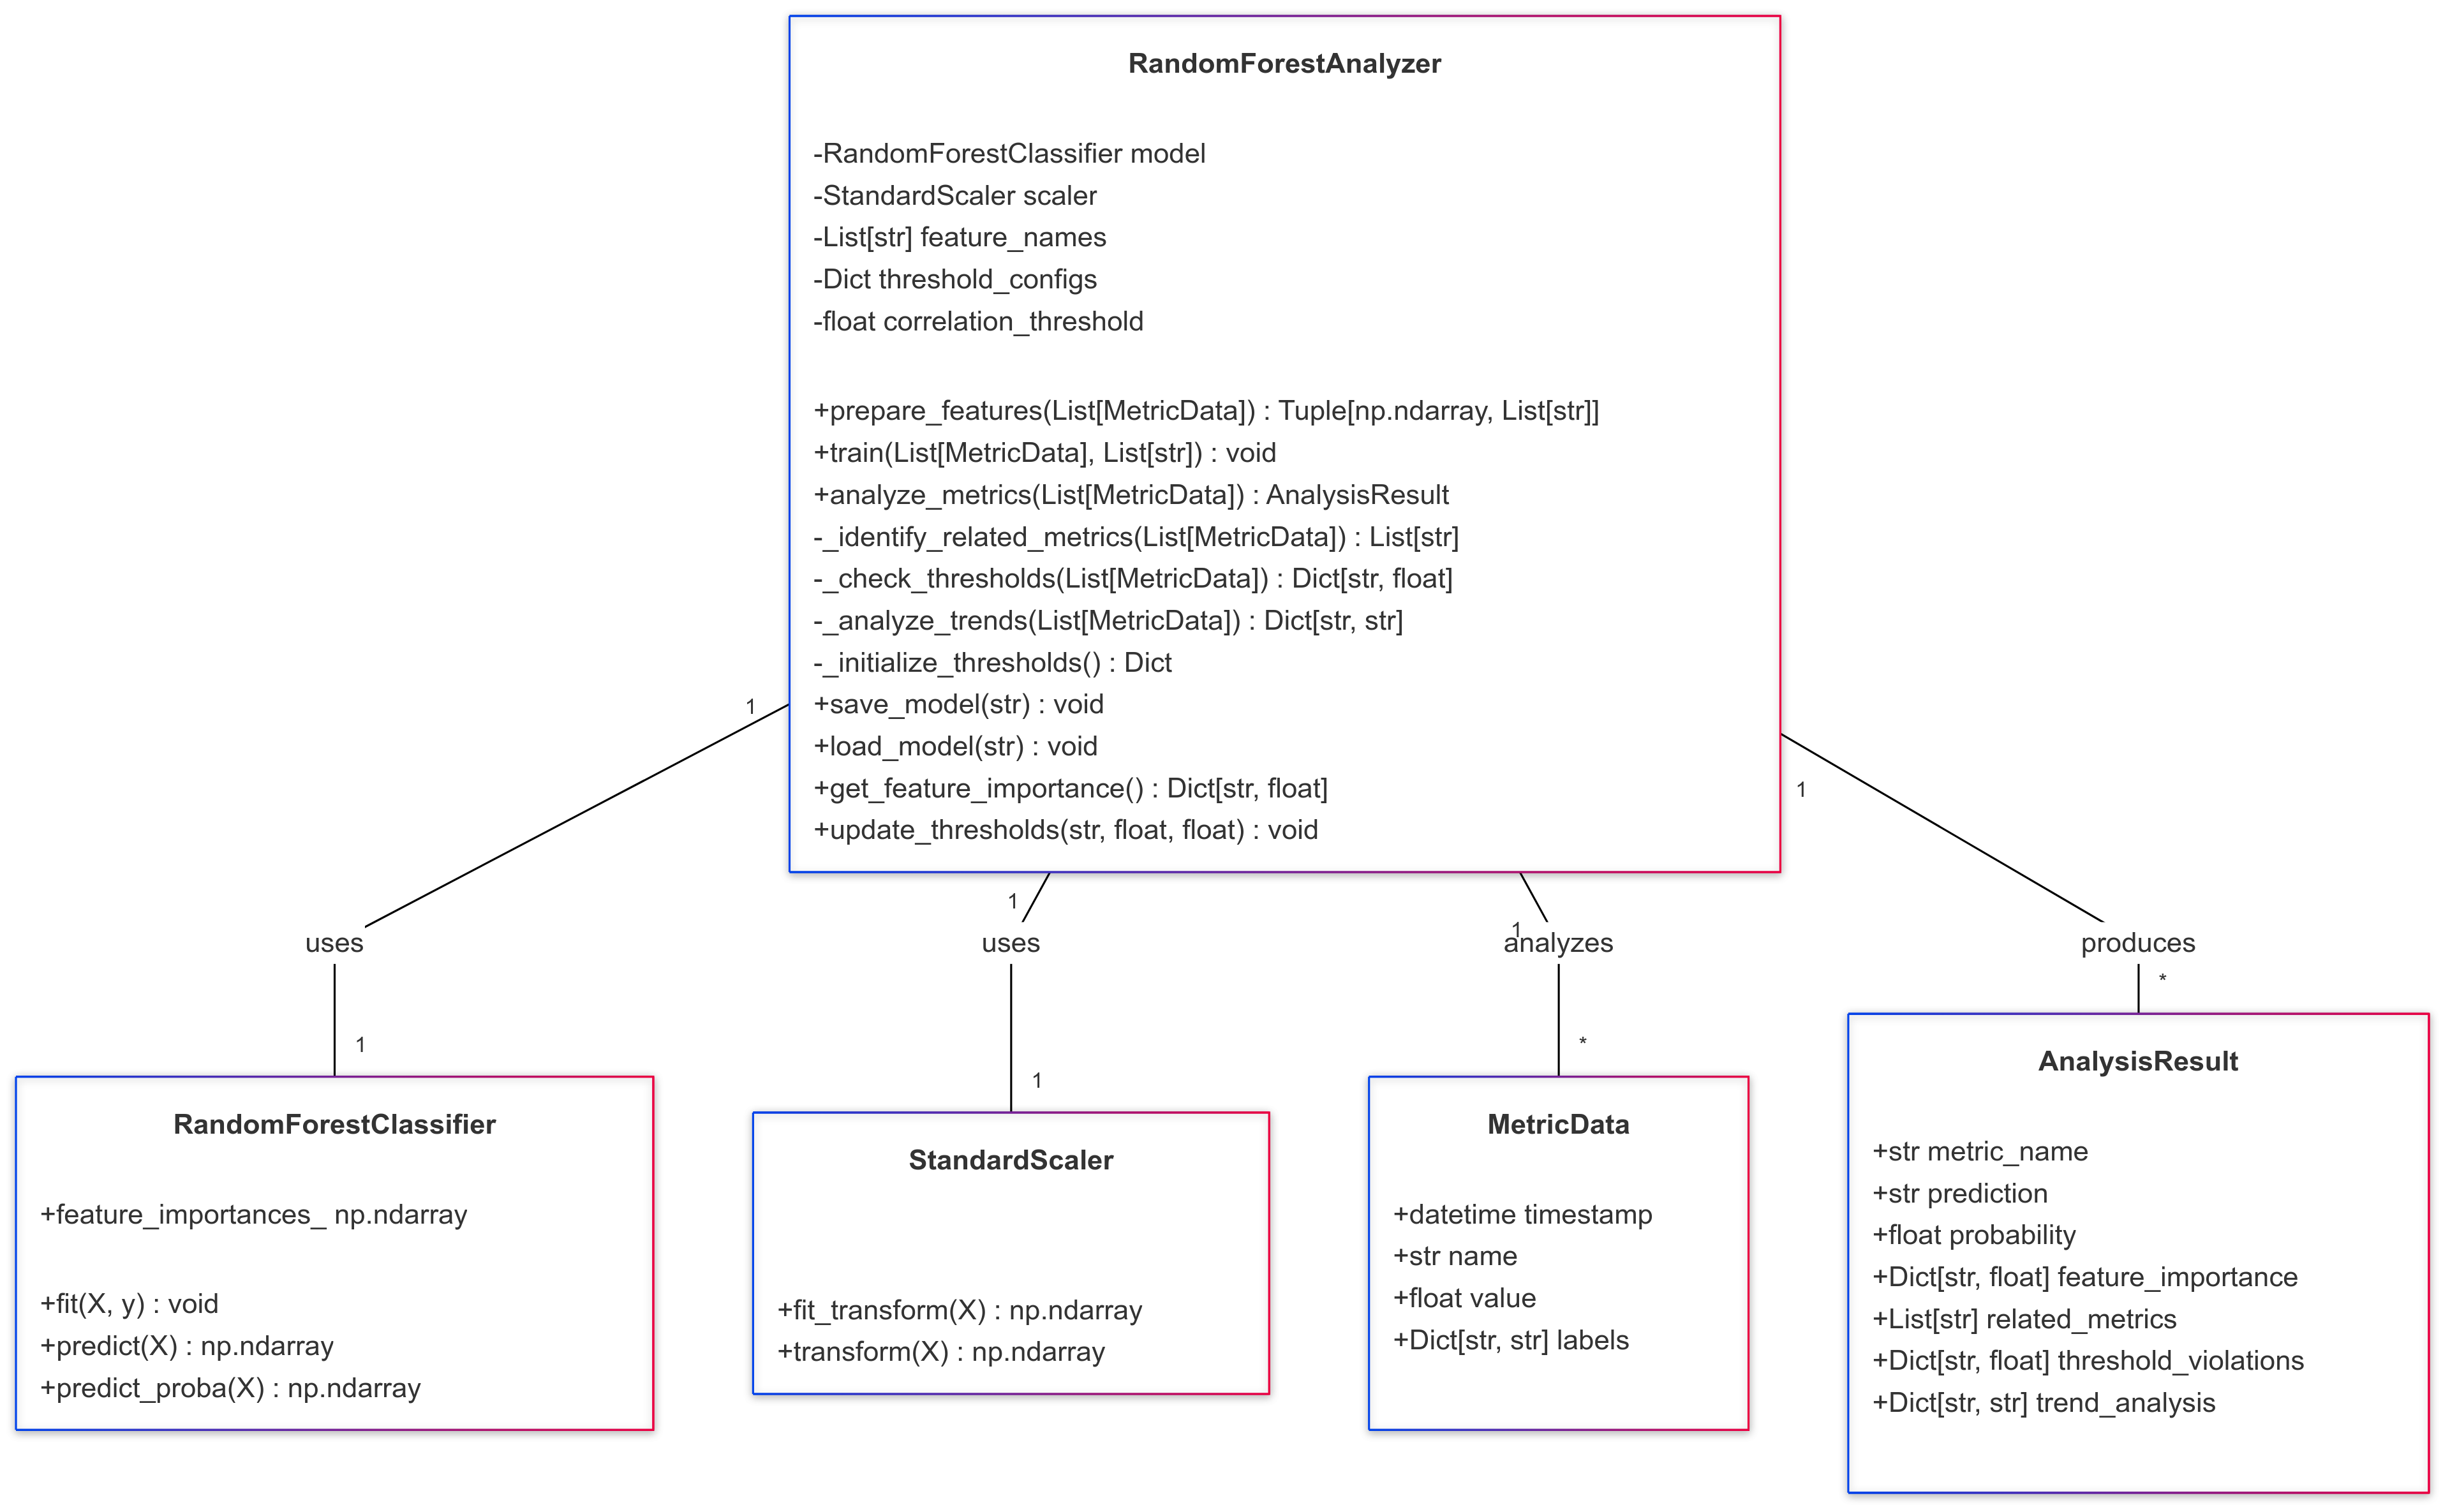 RandomForestAnalyzer
-RandomForestClassifier model
-StandardScaler scaler
-List[str] feature_names
-Dict threshold_configs
-float correlation_threshold
+prepare_features(List[MetricData]) : Tuple[np.ndarray, List[str]]
+train(List[MetricData], List[str]) : void
+analyze_metrics(List[MetricData]) : AnalysisResult
-_identify_related_metrics(List[MetricData]) : List[str]
-_check_thresholds(List[MetricData]) : Dict[str, float]
-_analyze_trends(List[MetricData]) : Dict[str, str]
-_initialize_thresholds() : Dict
+save_model(str) : void
+load_model(str) : void
+get_feature_importance() : Dict[str, float]
+update_thresholds(str, float, float) : void
1
1
1
1
uses
uses
analyzes
produces
1
1
*
*
RandomForestClassifier
+feature_importances_ np.ndarray
+fit(X, y) : void
+predict(X) : np.ndarray
+predict_proba(X) : np.ndarray
StandardScaler
+fit_transform(X) : np.ndarray
+transform(X) : np.ndarray
MetricData
+datetime timestamp
+str name
+float value
+Dict[str, str] labels
AnalysisResult
+str metric_name
+str prediction
+float probability
+Dict[str, float] feature_importance
+List[str] related_metrics
+Dict[str, float] threshold_violations
+Dict[str, str] trend_analysis